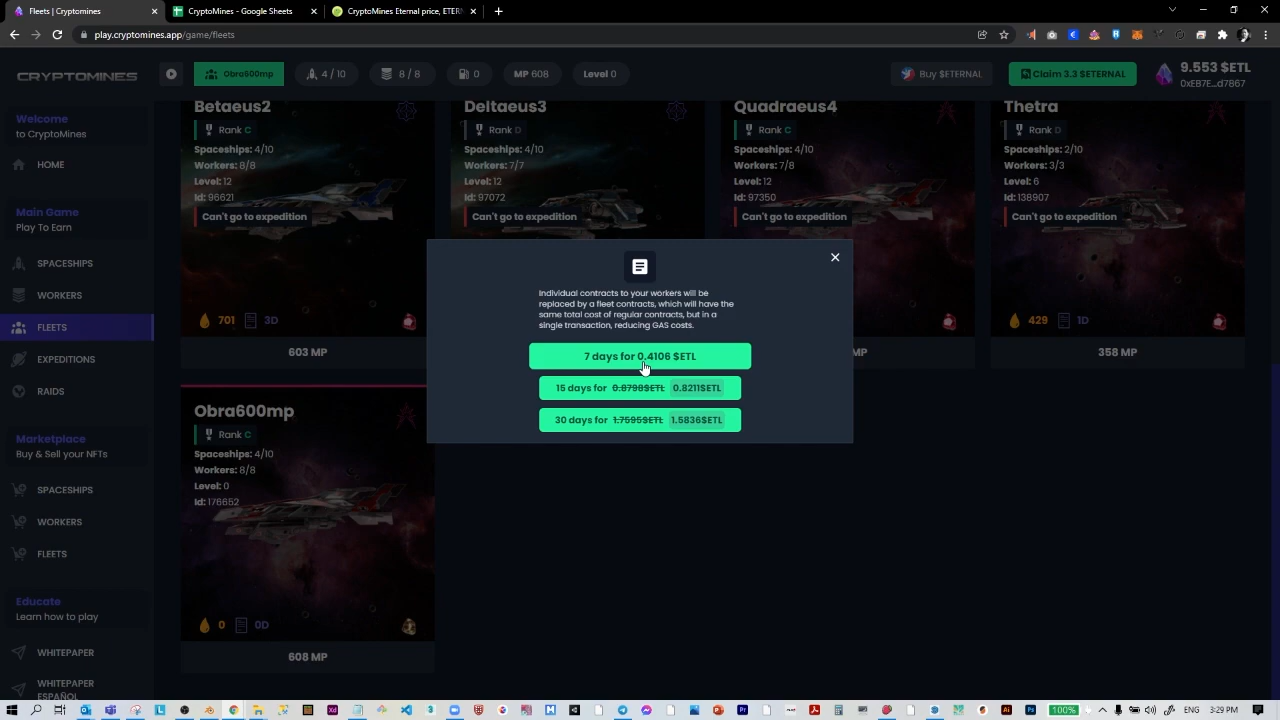 Fleets | CryptoMines
CryptoMines - Google Sheets
CryptoMines Eternal price, ETERN
play.cryptomines.app/game/fleets
CRYPTOMINES
Obra600mp
4 / 10
8 / 8
0
MP 608
Level 0
Buy $ETERNAL
Claim 3.3 $ETERNAL
9.553 $ETL
0xEB7E...d7867
Welcome
to CryptoMines
HOME
Main Game
Play To Earn
SPACESHIPS
WORKERS
FLEETS
EXPEDITIONS
RAIDS
Marketplace
Buy & Sell your NFTs
SPACESHIPS
WORKERS
FLEETS
Educate
Learn how to play
WHITEPAPER
WHITEPAPER
ESPAÑOL
Betaeus2
Rank C
Spaceships: 4/10
Workers: 8/8
Level: 12
Id: 96621
Can't go to expedition
701
3D
603 MP
Deltaeus3
Rank D
Spaceships: 4/10
Workers: 7/7
Level: 12
Id: 97072
Can't go to expedition
Quadraeus4
Rank C
Spaceships: 4/10
Workers: 7/8
Level: 12
Id: 97350
Can't go to expedition
MP
Thetra
Rank D
Spaceships: 2/10
Workers: 3/3
Level: 6
Id: 138907
Can't go to expedition
429
1D
358 MP
Individual contracts to your workers will be
replaced by a fleet contracts, which will have the
same total cost of regular contracts, but in a
single transaction, reducing GAS costs.
7 days for 0.4106 $ETL
15 days for 0.8798$ETL 0.8211$ETL
30 days for 1.7595$ETL 1.5836$ETL
Obra600mp
Rank C
Spaceships: 4/10
Workers: 8/8
Level: 0
Id: 176652
0
0D
608 MP
100%
ENG
3:29 PM